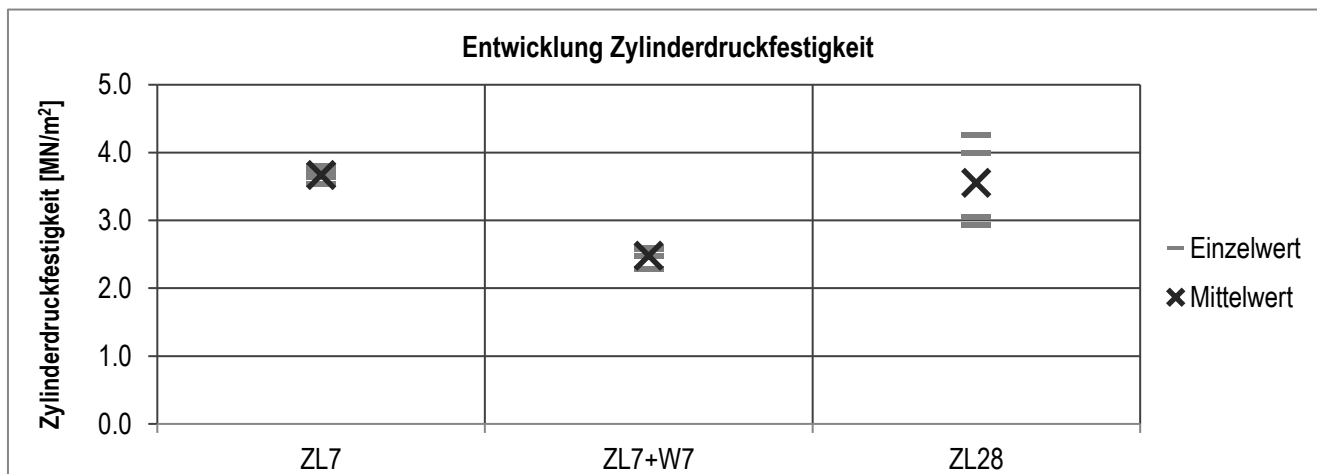 Entwicklung Zylinderdruckfestigkeit
Zylinderdruckfestigkeit [MN/m²]
5.0
4.0
3.0
2.0
1.0
0.0
ZL7
ZL7+W7
ZL28
Einzelwert
Mittelwert